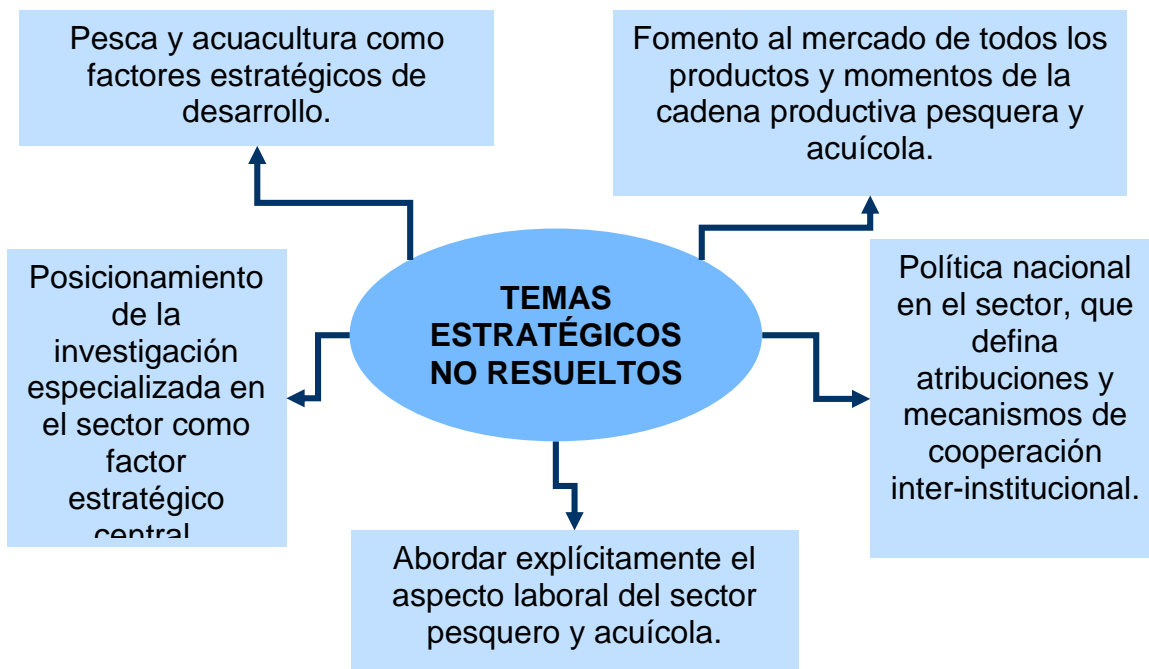 Pesca y acuacultura como
factores estratégicos de
desarrollo.
Fomento al mercado de todos los
productos y momentos de la
cadena productiva pesquera y
acuícola.
Posicionamiento
de la
investigación
especializada en
el sector como
factor
estratégico
central
TEMAS
ESTRATÉGICOS
NO RESUELTOS
Política nacional
en el sector, que
defina
atribuciones y
mecanismos de
cooperación
inter-institucional.
Abordar explícitamente el
aspecto laboral del sector
pesquero y acuícola.